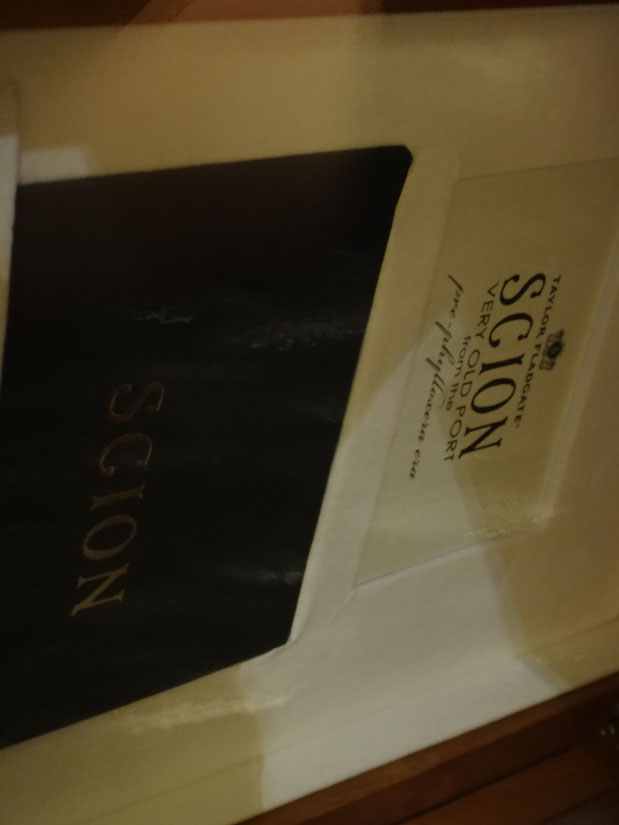 TAYLOR FLADGATE
SCION
VERY OLD PORT
from the
pre-phylloxera era
SCION